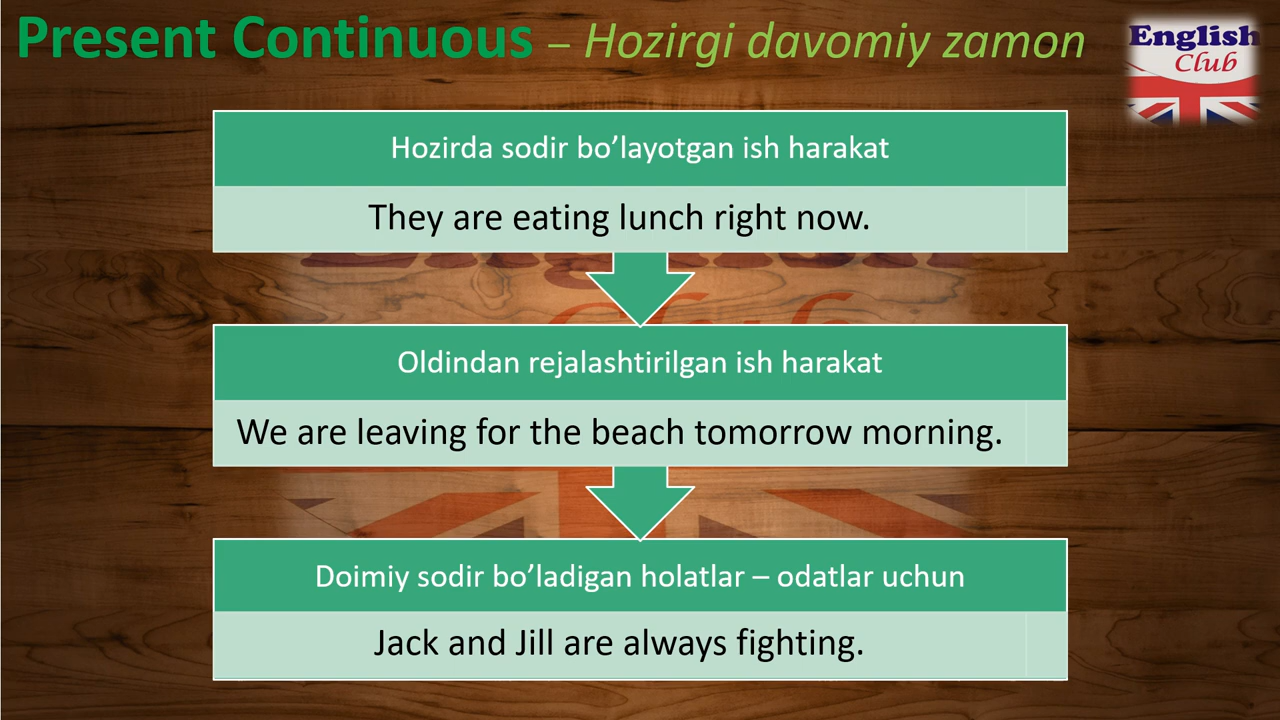 Present Continuous – Hozirgi davomiy zamon
English
Club
Hozirda sodir bo’layotgan ish harakat
They are eating lunch right now.
Oldindan rejalashtirilgan ish harakat
We are leaving for the beach tomorrow morning.
Doimiy sodir bo’ladigan holatlar – odatlar uchun
Jack and Jill are always fighting.